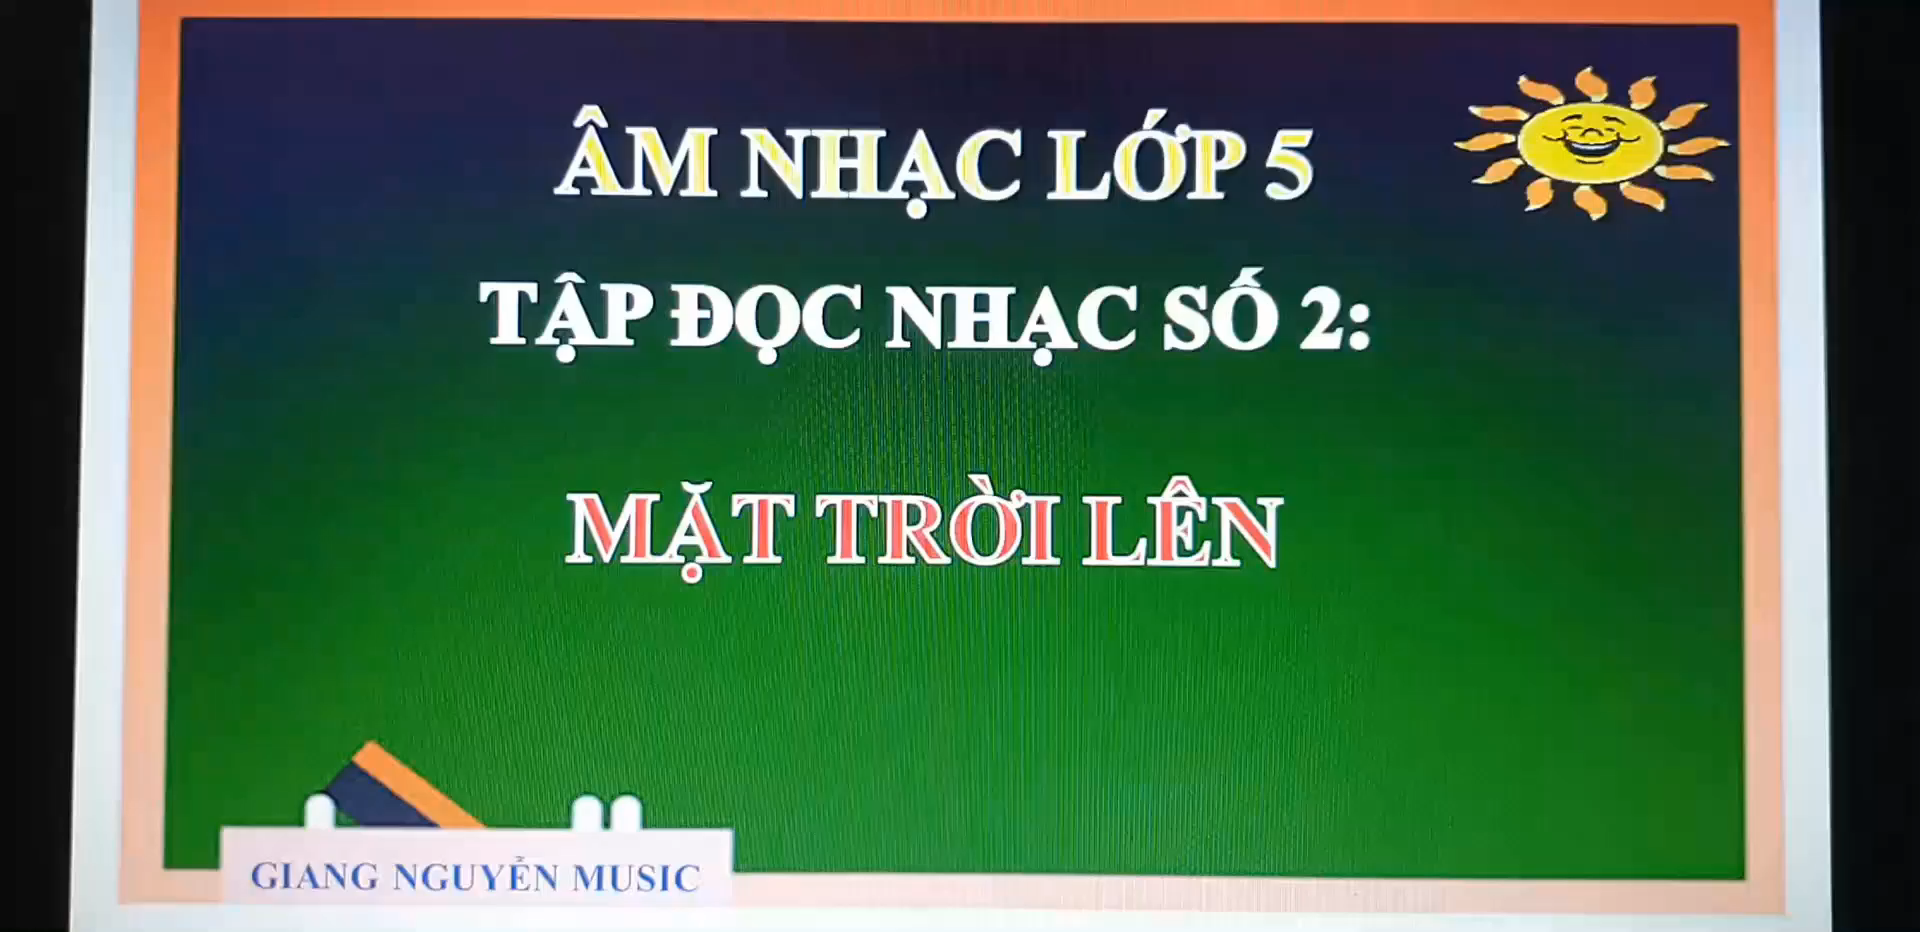 ÂM NHẠC LỚP 5
TẬP ĐỌC NHẠC SỐ 2:
MẶT TRỜI LÊN
GIANG NGUYỄN MUSIC